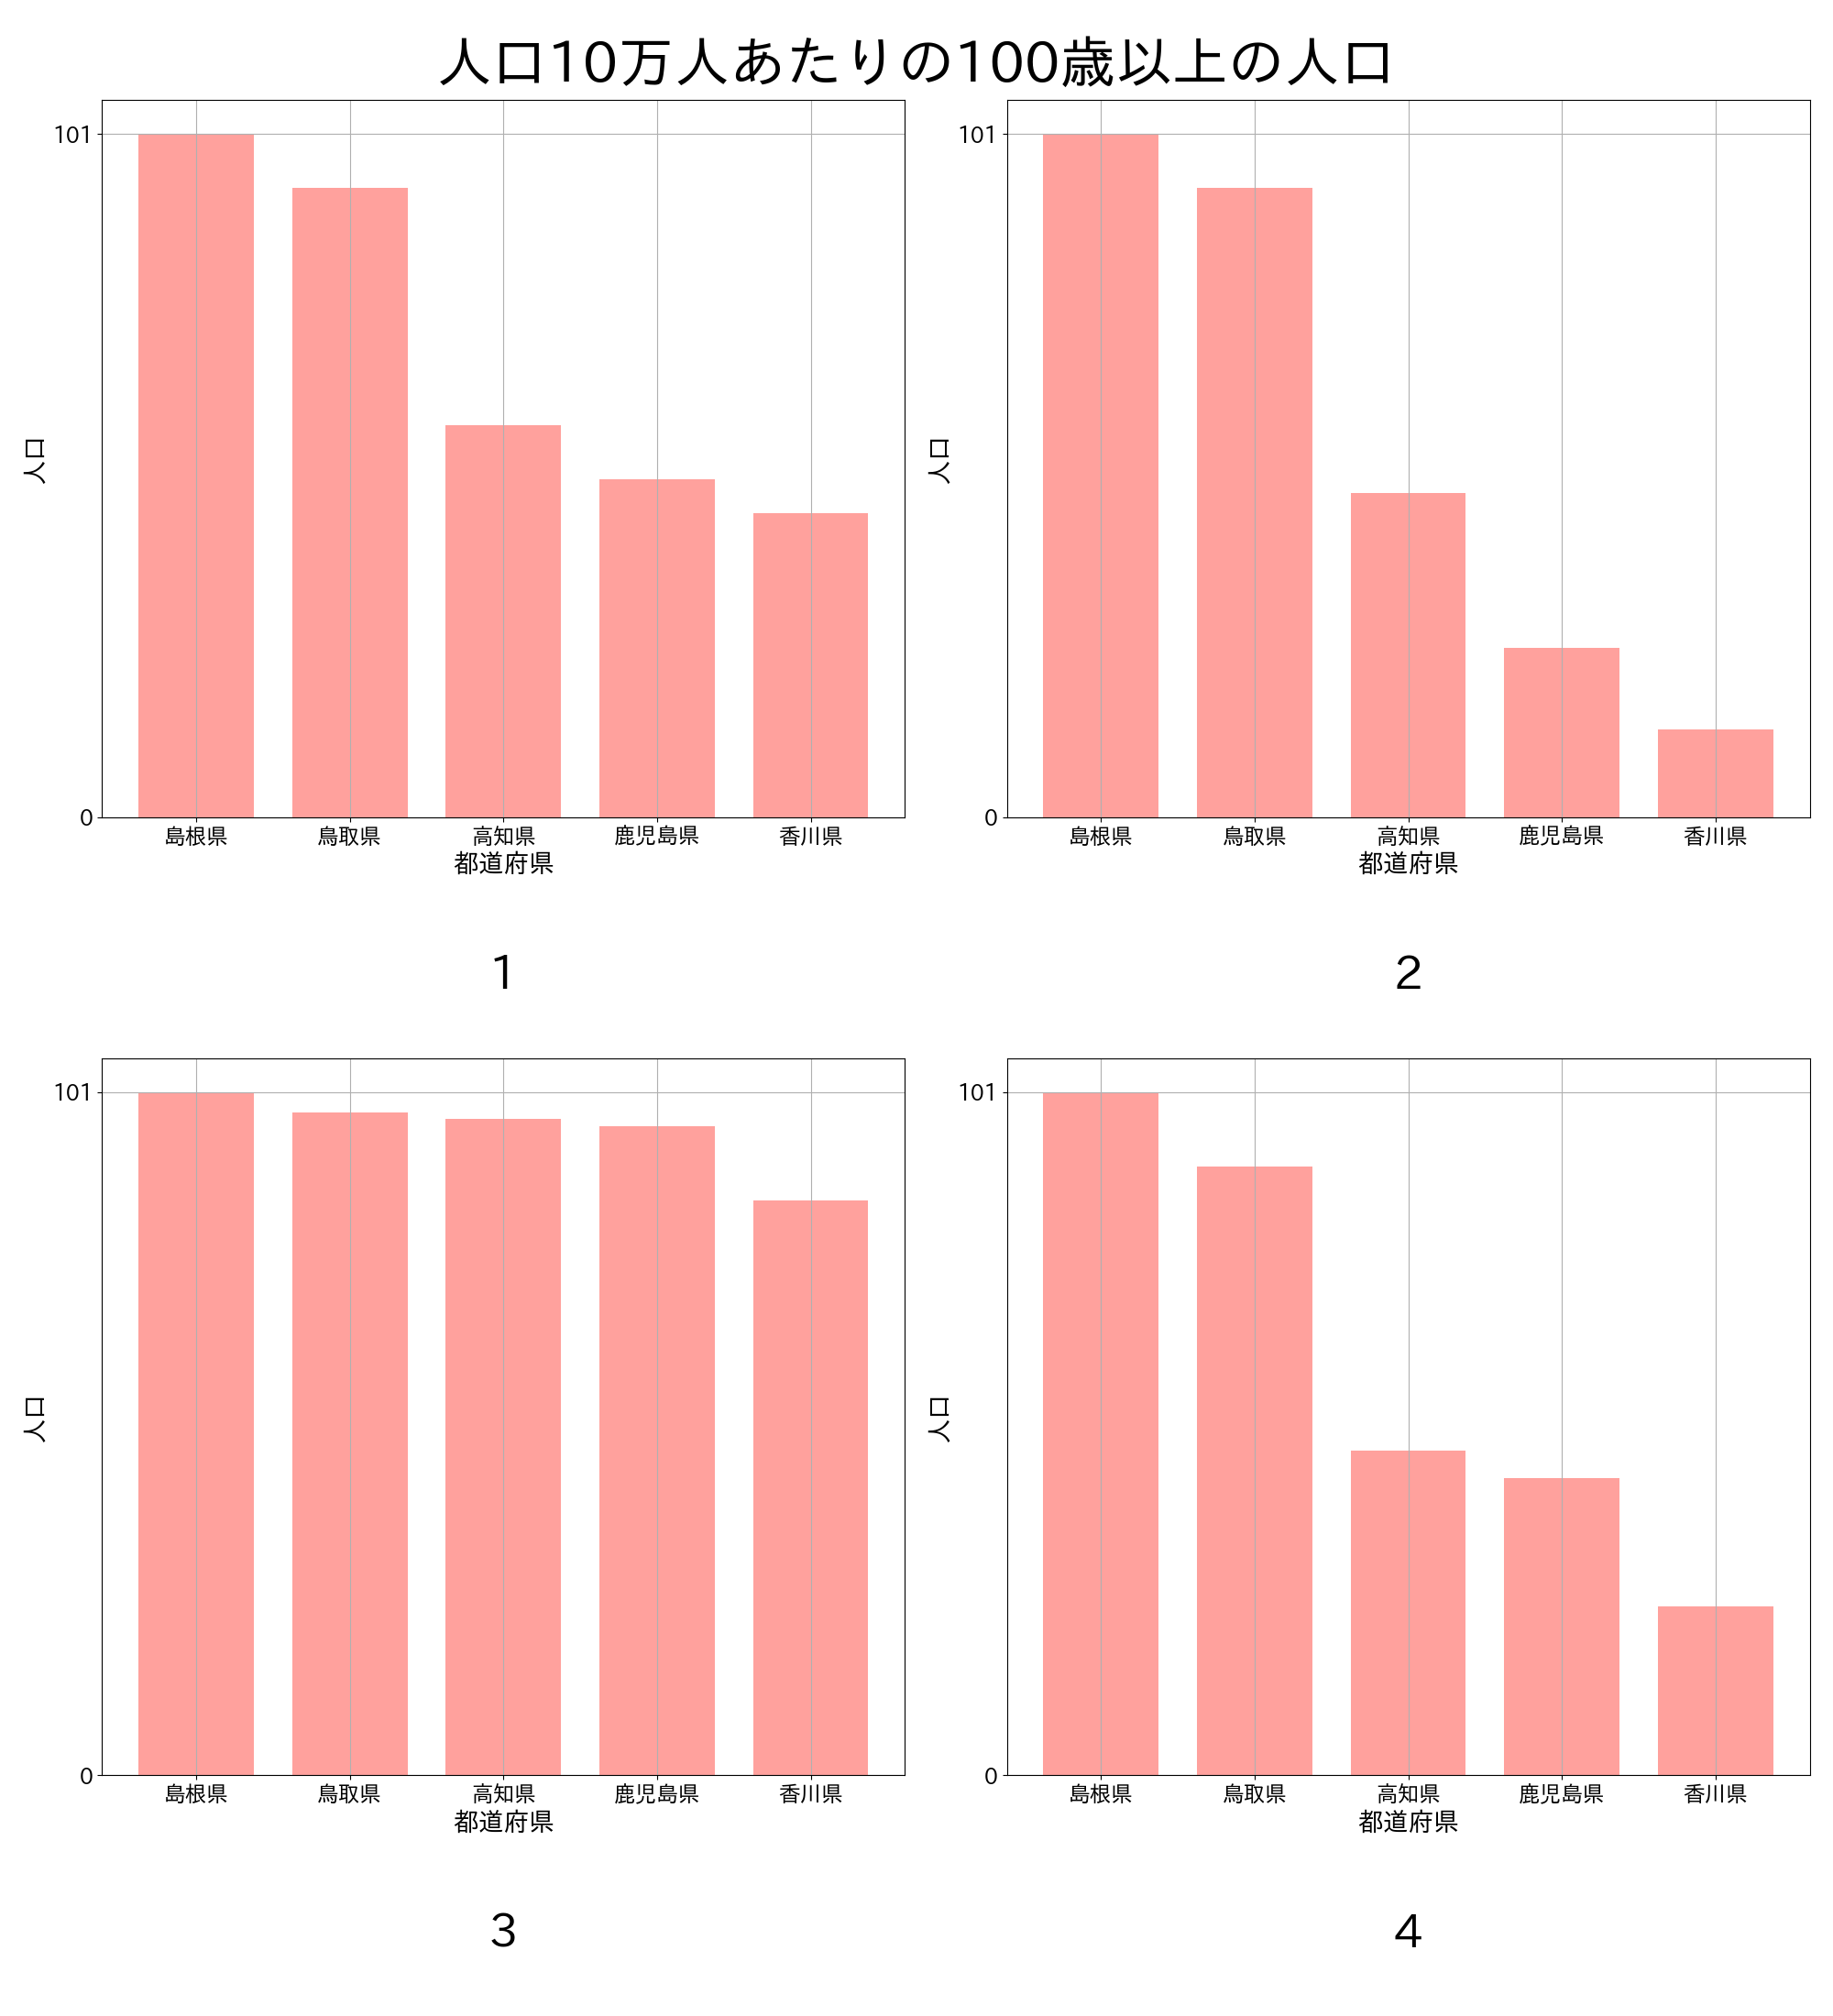 人口10万人あたりの100歳以上の人口
101
0
人口
島根県 鳥取県 高知県 鹿児島県 香川県
都道府県
1
101
0
人口
島根県 鳥取県 高知県 鹿児島県 香川県
都道府県
2
101
0
人口
島根県 鳥取県 高知県 鹿児島県 香川県
都道府県
3
101
0
人口
島根県 鳥取県 高知県 鹿児島県 香川県
都道府県
4